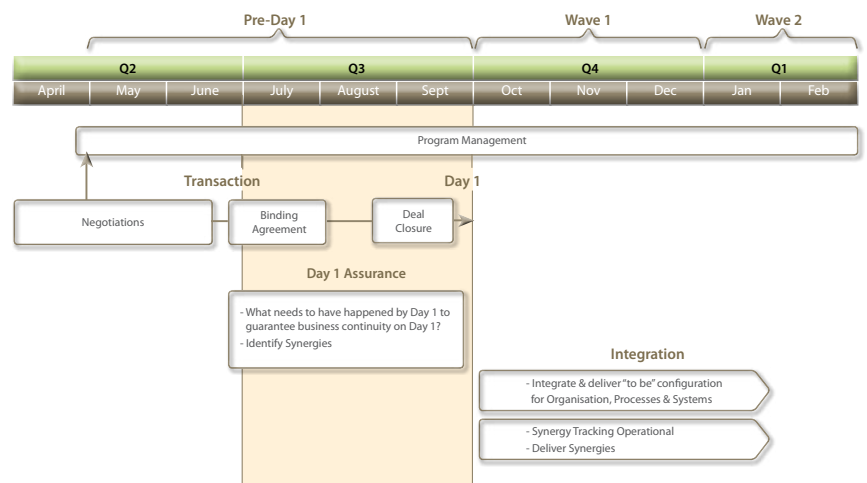 Pre-Day 1
Wave 1
Wave 2
Q2
Q3
Q4
Q1
April
May
June
July
August
Sept
Oct
Nov
Dec
Jan
Feb
Program Management
Transaction
Day 1
Negotiations
Binding
Agreement
Deal
Closure
Day 1 Assurance
- What needs to have happened by Day 1 to
guarantee business continuity on Day 1?
- Identify Synergies
Integration
- Integrate & deliver “to be” configuration
for Organisation, Processes & Systems
- Synergy Tracking Operational
- Deliver Synergies